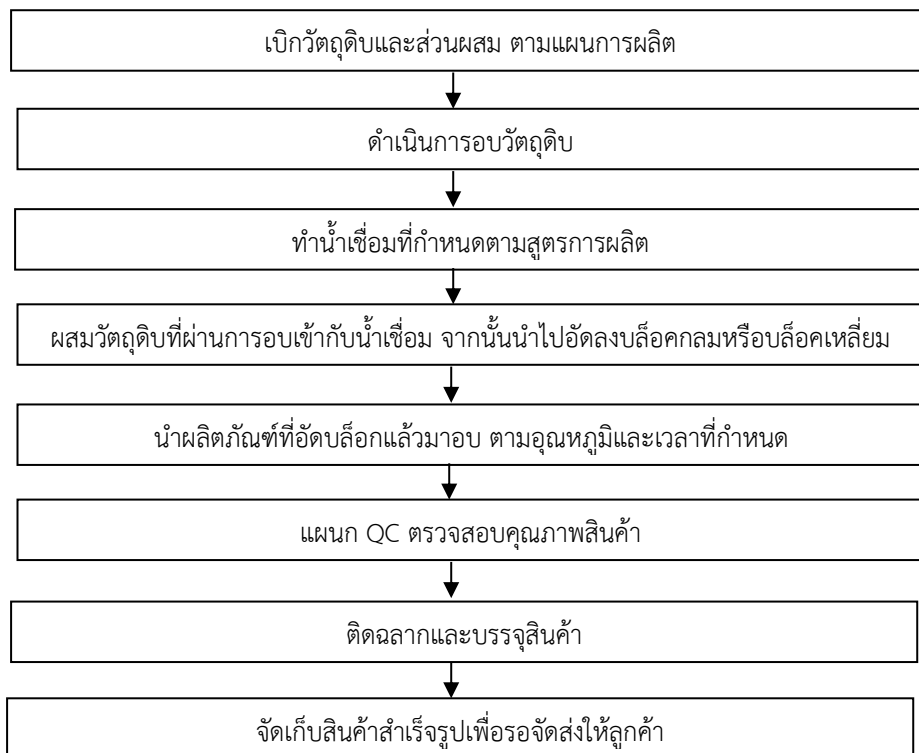 เบิกวัตถุดิบและส่วนผสม ตามแผนการผลิต
ดำเนินการอบวัตถุดิบ
ทำน้ำเชื่อมที่กำหนดตามสูตรการผลิต
ผสมวัตถุดิบที่ผ่านการอบเข้ากับน้ำเชื่อม จากนั้นนำไปอัดลงบล็อคกลมหรือบล็อคเหลี่ยม
นำผลิตภัณฑ์ที่อัดบล็อกแล้วมาอบ ตามอุณหภูมิและเวลาที่กำหนด
แผนก QC ตรวจสอบคุณภาพสินค้า
ติดฉลากและบรรจุสินค้า
จัดเก็บสินค้าสำเร็จรูปเพื่อรอจัดส่งให้ลูกค้า